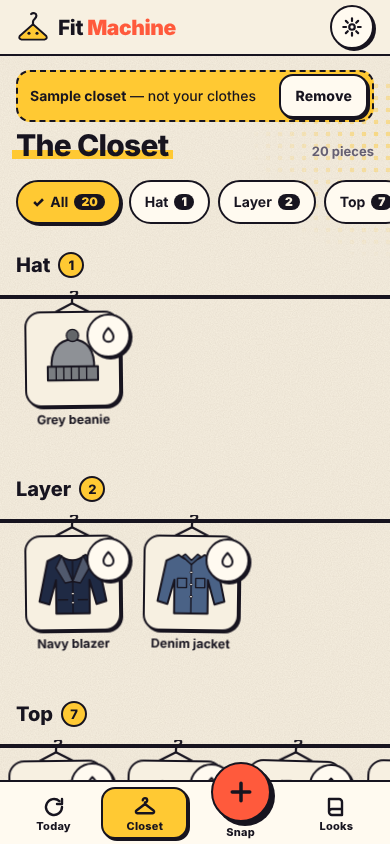 Fit Machine
Sample closet — not your clothes
Remove
The Closet
20 pieces
All 20
Hat 1
Layer 2
Top 7
Hat 1
Grey beanie
Layer 2
Navy blazer
Denim jacket
Top 7
Today
Closet
Snap
Looks